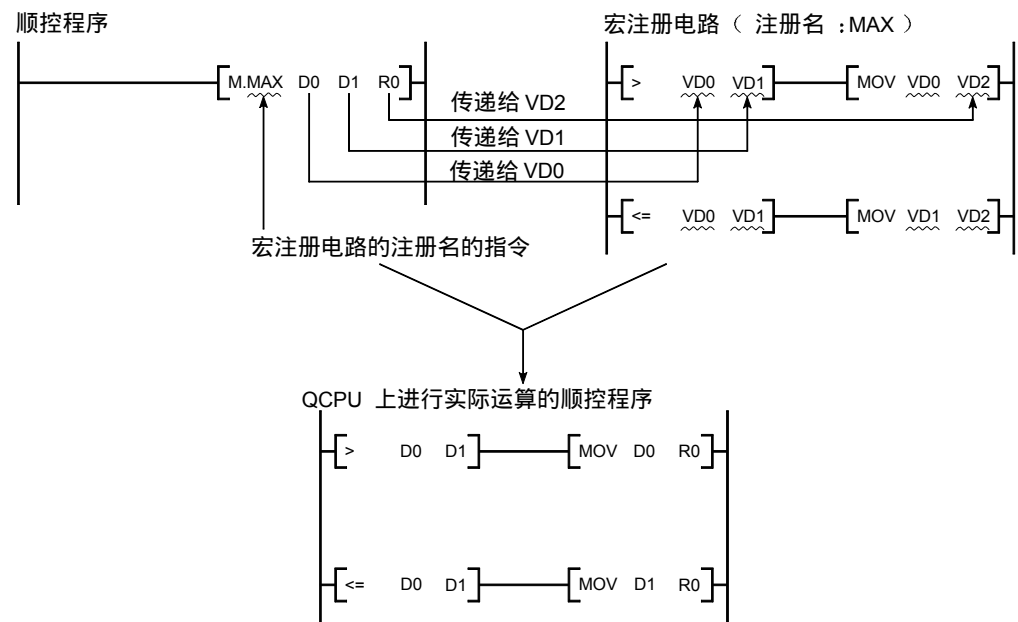 顺控程序
宏注册电路（ 注册名 :MAX ）
M.MAX D0 D1 R0
> VD0 VD1 MOV VD0 VD2
传递给 VD2
传递给 VD1
传递给 VD0
<= VD0 VD1 MOV VD1 VD2
宏注册电路的注册名的指令
QCPU 上进行实际运算的顺控程序
> D0 D1 MOV D0 R0
<= D0 D1 MOV D1 R0